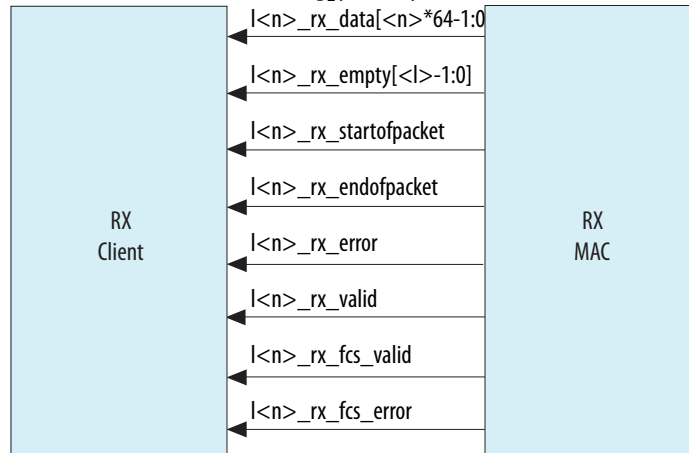 l<n>_rx_data[<n>*64-1:0
l<n>_rx_empty[<l>-1:0]
l<n>_rx_startofpacket
l<n>_rx_endofpacket
RX
Client
RX
MAC
l<n>_rx_error
l<n>_rx_valid
l<n>_rx_fcs_valid
l<n>_rx_fcs_error